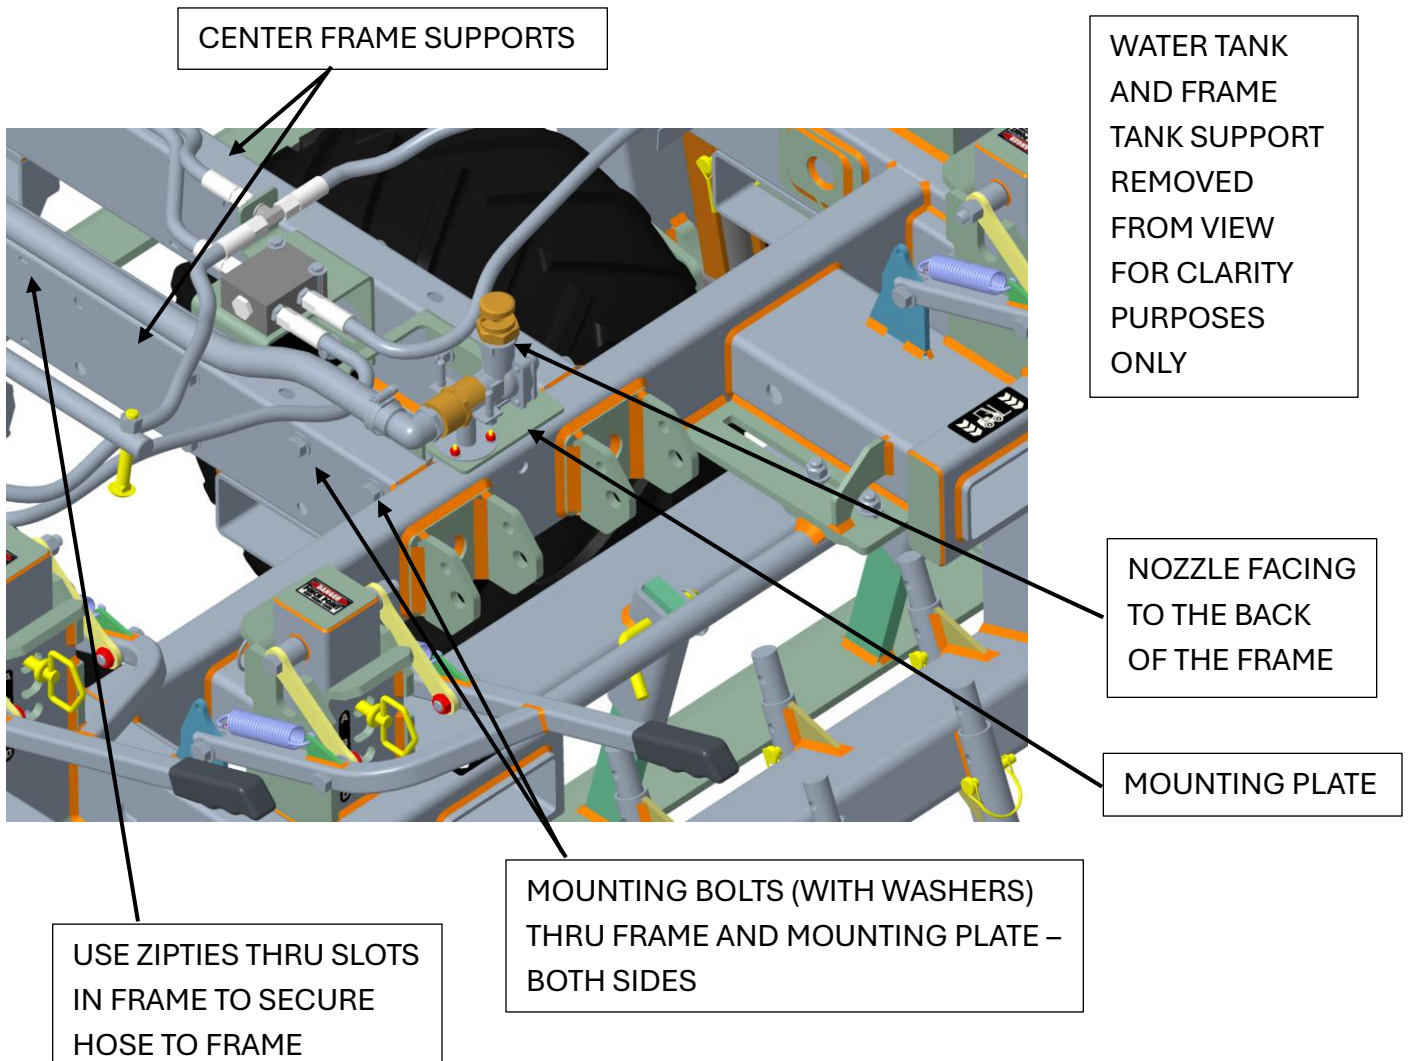 CENTER FRAME SUPPORTS
WATER TANK
AND FRAME
TANK SUPPORT
REMOVED
FROM VIEW
FOR CLARITY
PURPOSES
ONLY
DANGER
NOZZLE FACING
TO THE BACK
OF THE FRAME
MOUNTING PLATE
MOUNTING BOLTS (WITH WASHERS)
THRU FRAME AND MOUNTING PLATE –
BOTH SIDES
USE ZIPTIES THRU SLOTS
IN FRAME TO SECURE
HOSE TO FRAME